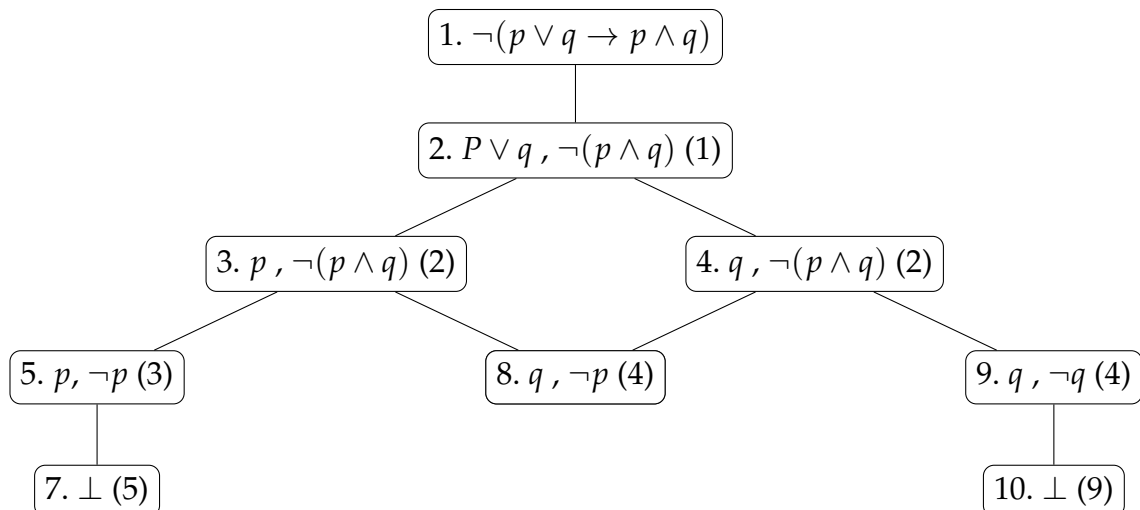 1. ¬(p ∨ q → p ∧ q)
2. P ∨ q , ¬(p ∧ q) (1)
3. p , ¬(p ∧ q) (2)
4. q , ¬(p ∧ q) (2)
5. p, ¬p (3)
8. q , ¬p (4)
9. q , ¬q (4)
7. ⊥ (5)
10. ⊥ (9)